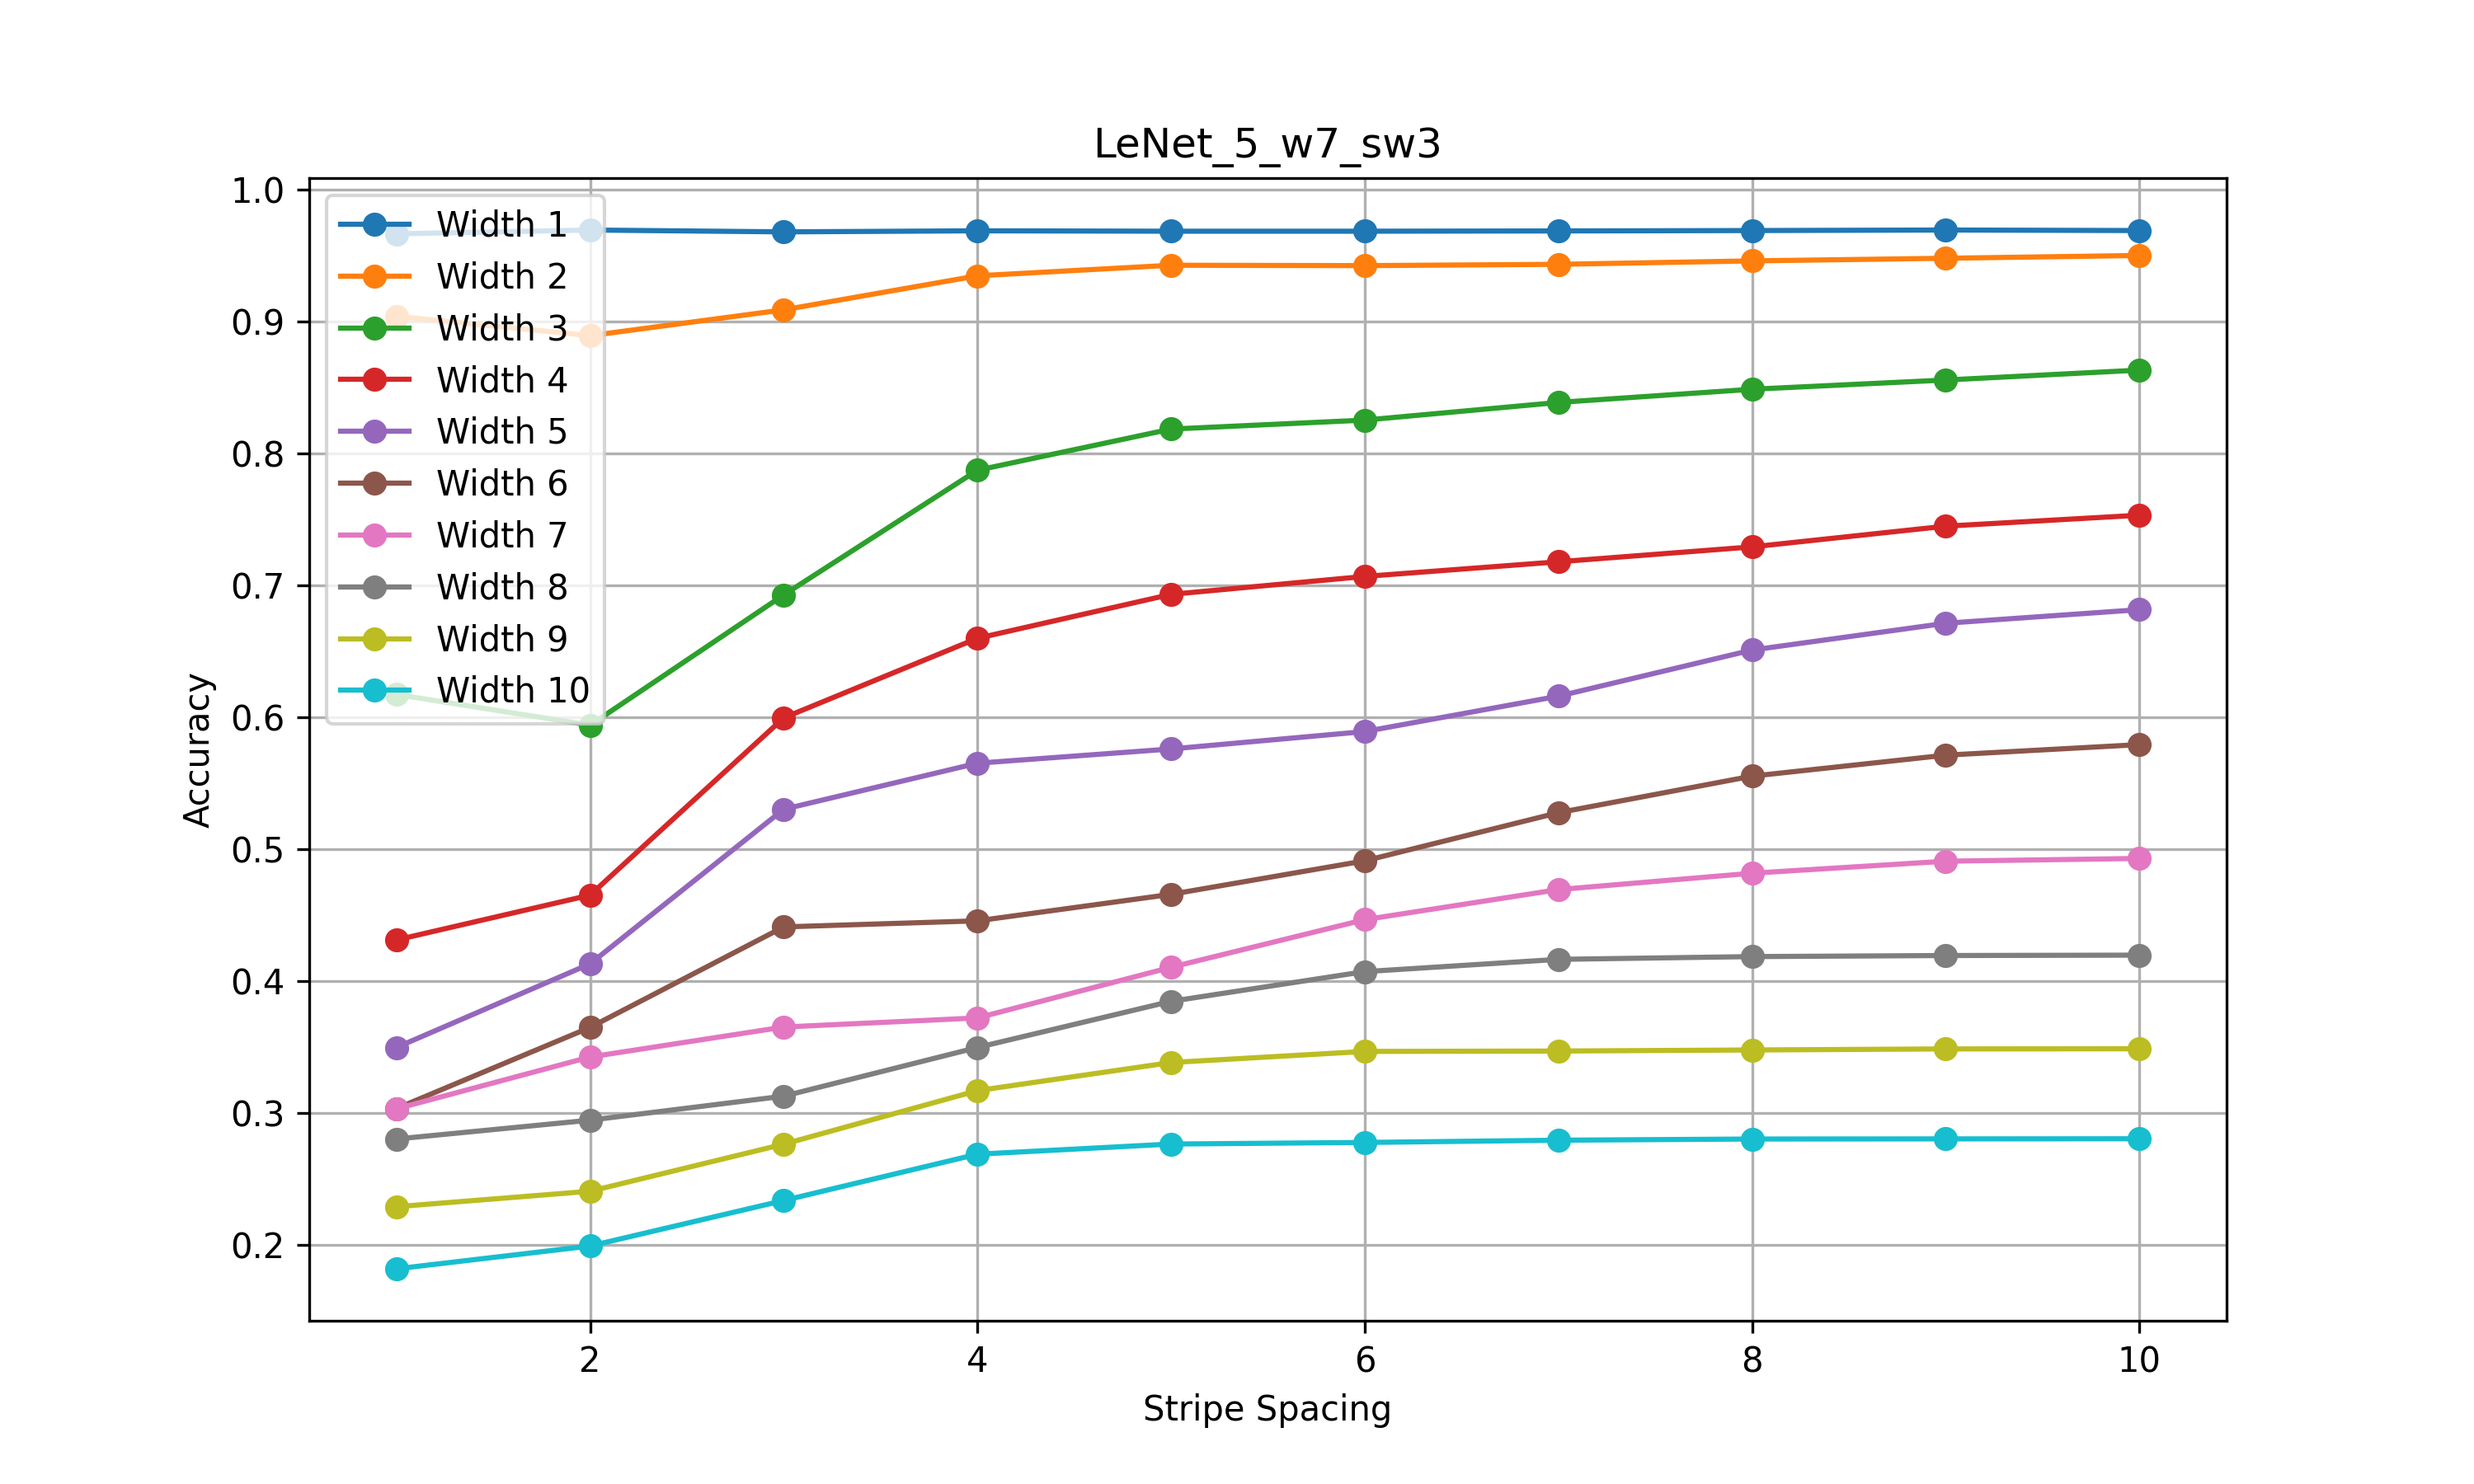 LeNet_5_w7_sw3
1.0
0.9
0.8
0.7
0.6
0.5
0.4
0.3
0.2
Accuracy
Width 1
Width 2
Width 3
Width 4
Width 5
Width 6
Width 7
Width 8
Width 9
Width 10
2 4 6 8 10
Stripe Spacing